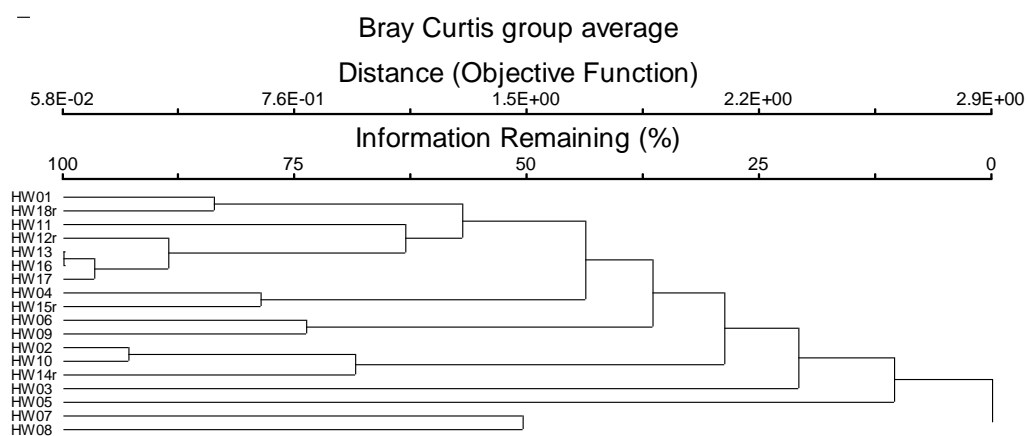 Bray Curtis group average
Distance (Objective Function)
5.8E-02 7.6E-01 1.5E+00 2.2E+00 2.9E+00
Information Remaining (%)
100 75 50 25 0
HW01
HW18r
HW11
HW12r
HW13
HW16
HW17
HW04
HW15r
HW06
HW09
HW02
HW10
HW14r
HW03
HW05
HW07
HW08